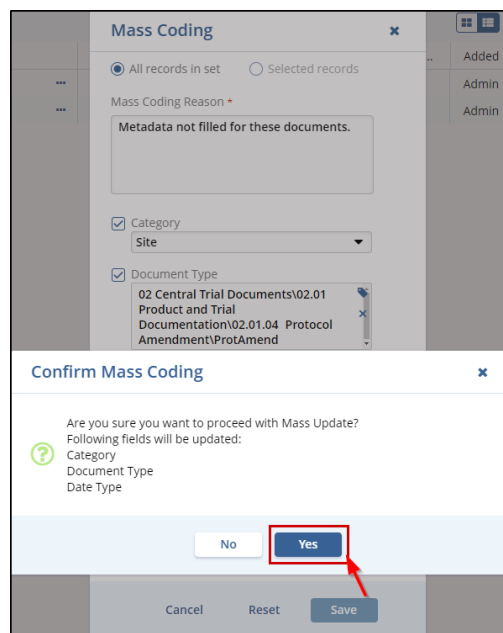 Mass Coding
.. Added
All records in set Selected records
Admin
Mass Coding Reason *
Admin
Metadata not filled for these documents.
Category
Site
Document Type
02 Central Trial Documents\02.01
Product and Trial
Documentation\02.01.04 Protocol
Amendment\ProtAmend
Confirm Mass Coding
Are you sure you want to proceed with Mass Update?
Following fields will be updated:
Category
Document Type
Date Type
No Yes
Cancel Reset Save